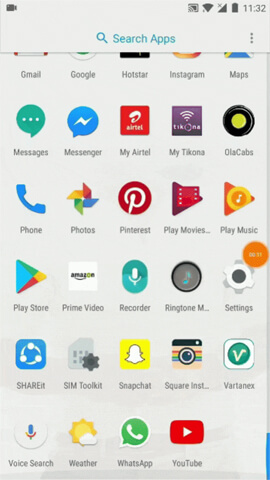 11:32
Search Apps
Gmail
Google
Hotstar
Instagram
Maps
airtel
tikona
Messages
Messenger
My Airtel
My Tikona
OlaCabs
Phone
Photos
Pinterest
Play Movies...
Play Music
00:11
amazon
Play Store
Prime Video
Recorder
Ringtone M...
Settings
SHAREit
SIM Toolkit
Snapchat
Square Inst...
Vartanex
Voice Search
Weather
WhatsApp
YouTube